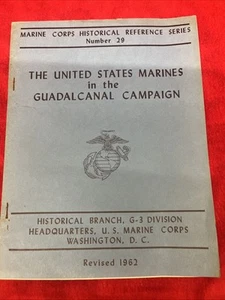 MARINE CORPS HISTORICAL REFERENCE SERIES
Number 29
THE UNITED STATES MARINES
in the
GUADALCANAL CAMPAIGN
HISTORICAL BRANCH, G-3 DIVISION
HEADQUARTERS, U. S. MARINE CORPS
WASHINGTON, D. C.
Revised 1962